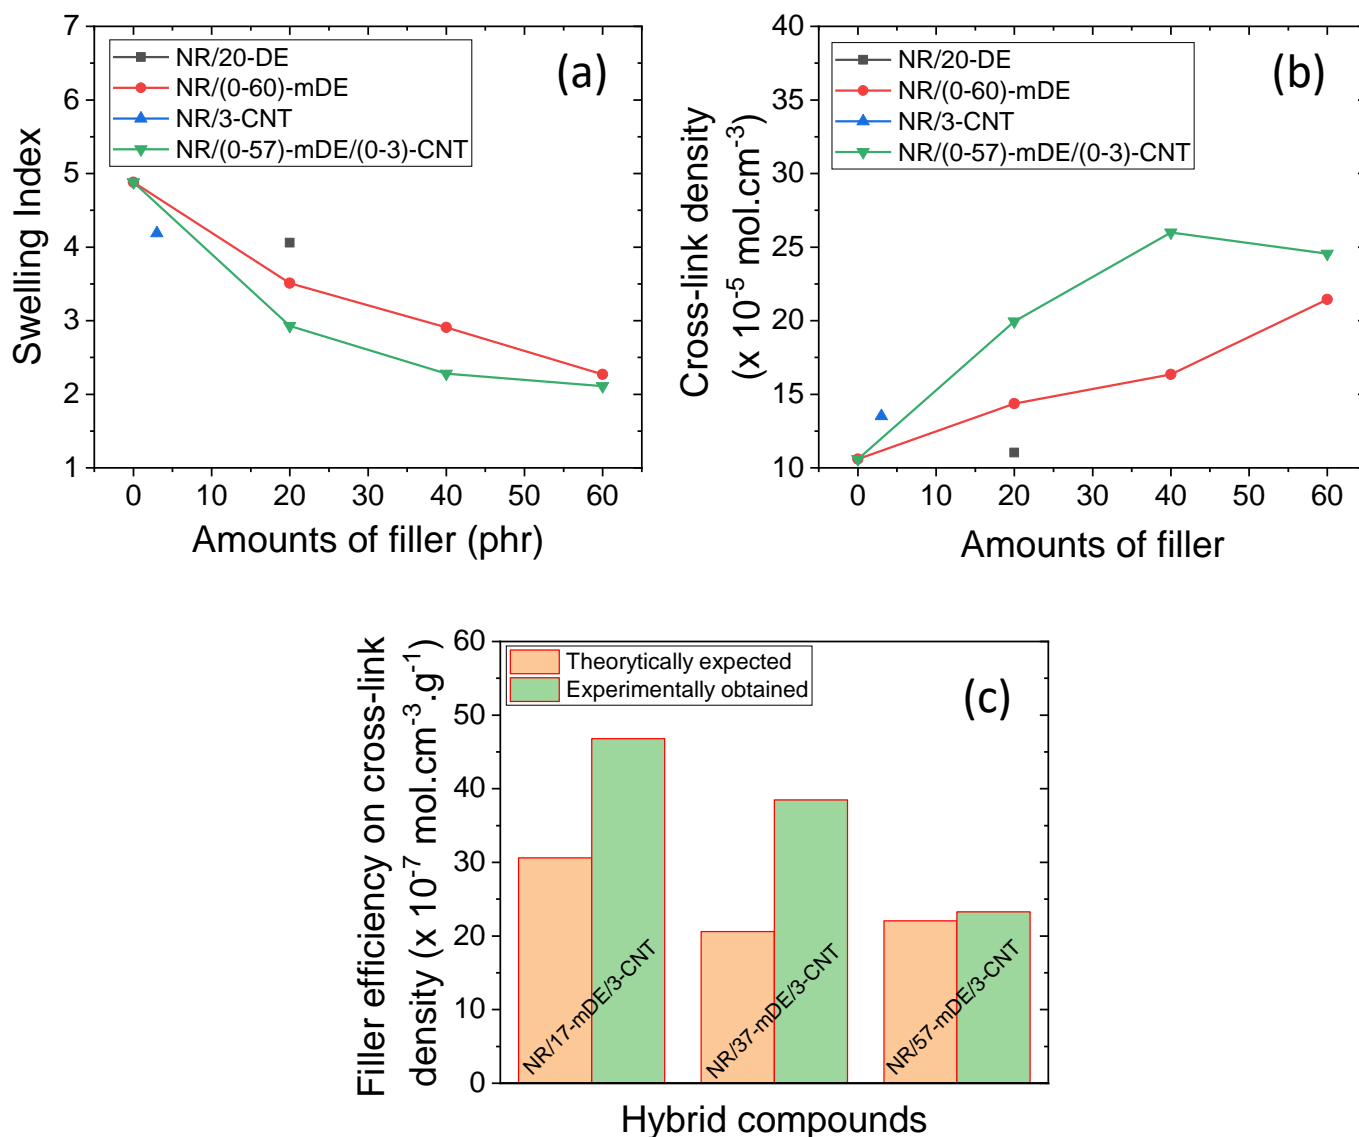 (a)
NR/20-DE
NR/(0-60)-mDE
NR/3-CNT
NR/(0-57)-mDE/(0-3)-CNT
7
6
5
4
3
2
1
Swelling Index
0 10 20 30 40 50 60
Amounts of filler (phr)
(b)
NR/20-DE
NR/(0-60)-mDE
NR/3-CNT
NR/(0-57)-mDE/(0-3)-CNT
40
35
30
25
20
15
10
Cross-link density
(x 10⁻⁵ mol.cm⁻³)
0 10 20 30 40 50 60
Amounts of filler
(c)
Theorytically expected
Experimentally obtained
60
50
40
30
20
10
0
Filler efficiency on cross-link
density (x 10⁻⁷ mol.cm⁻³.g⁻¹)
NR/17-mDE/3-CNT
NR/37-mDE/3-CNT
NR/57-mDE/3-CNT
Hybrid compounds